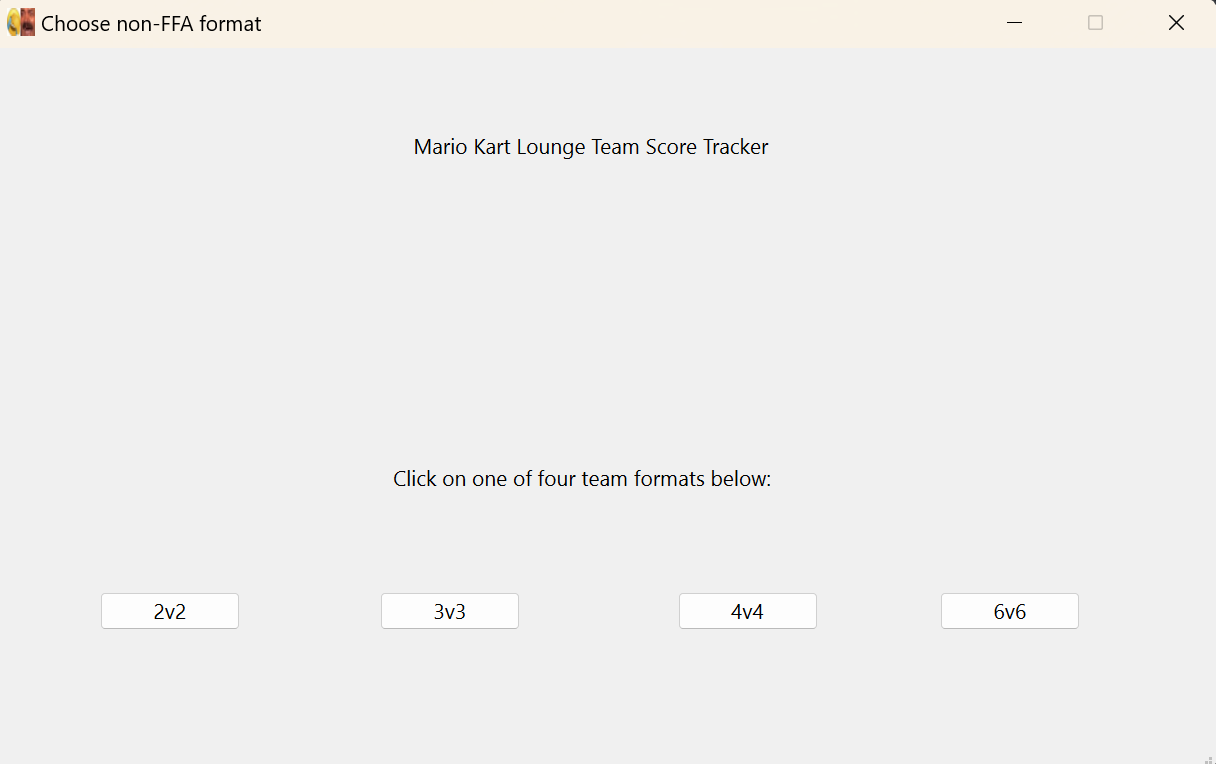 Choose non-FFA format
Mario Kart Lounge Team Score Tracker
Click on one of four team formats below:
2v2
3v3
4v4
6v6